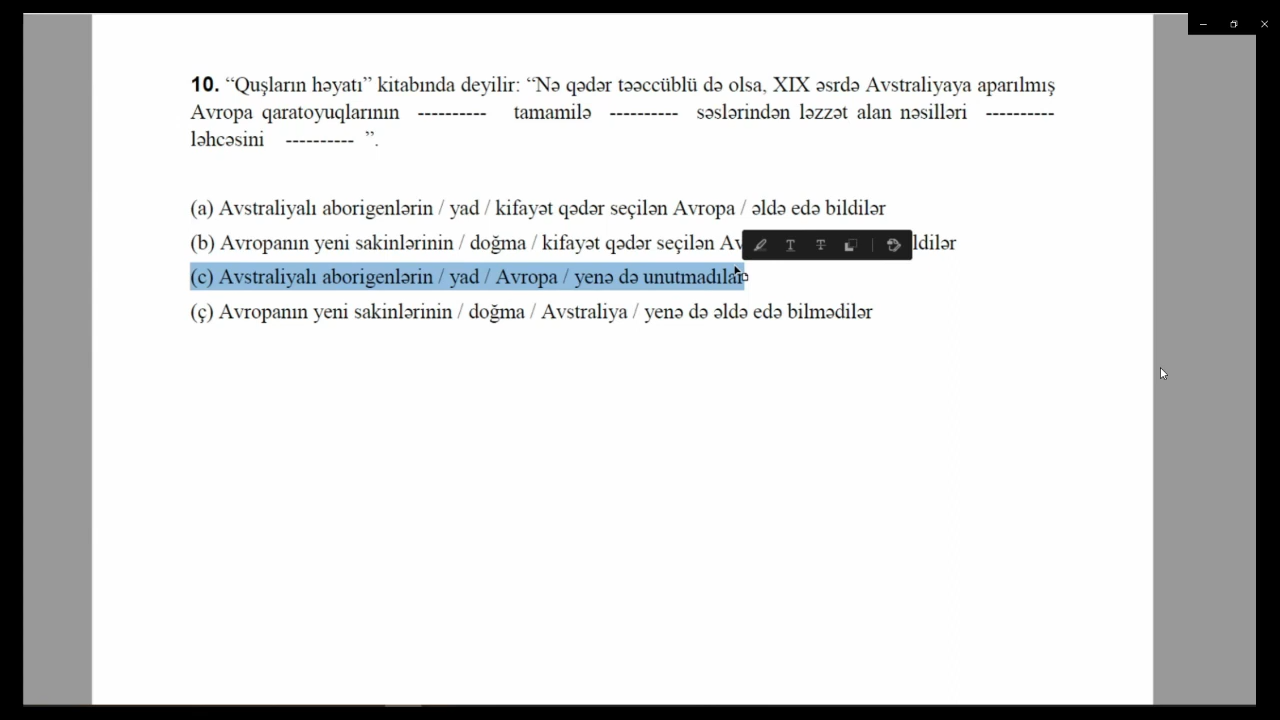 10. “Quşların həyatı” kitabında deyilir: “Nə qədər təəccüblü də olsa, XIX əsrdə Avstraliyaya aparılmış
Avropa qaratoyuqlarının ---------- tamamilə ---------- səslərindən ləzzət alan nəsilləri ----------
ləhcəsini ---------- ”.
(a) Avstraliyalı aborigenlərin / yad / kifayət qədər seçilən Avropa / əldə edə bildilər
(b) Avropanın yeni sakinlərinin / doğma / kifayət qədər seçilən
(c) Avstraliyalı aborigenlərin / yad / Avropa / yenə də unutmadılar
(ç) Avropanın yeni sakinlərinin / doğma / Avstraliya / yenə də əldə edə bilmədilər